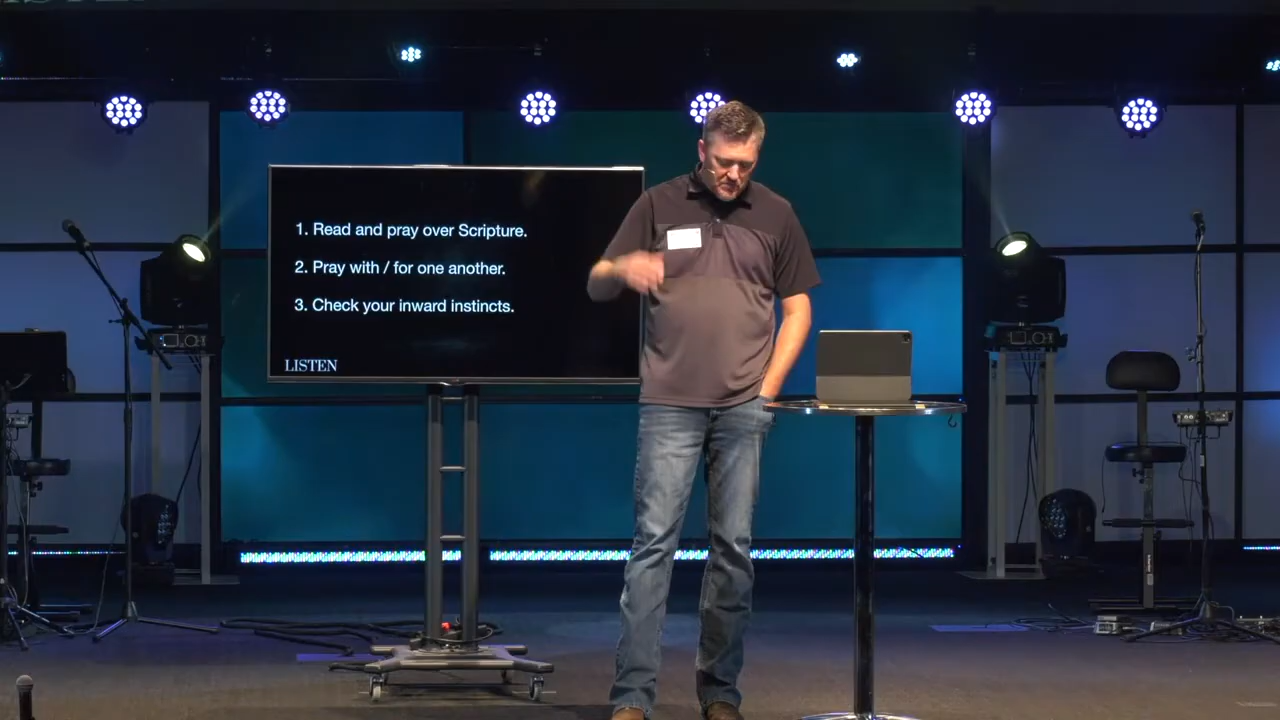 1. Read and pray over Scripture.
2. Pray with / for one another.
3. Check your inward instincts.
LISTEN